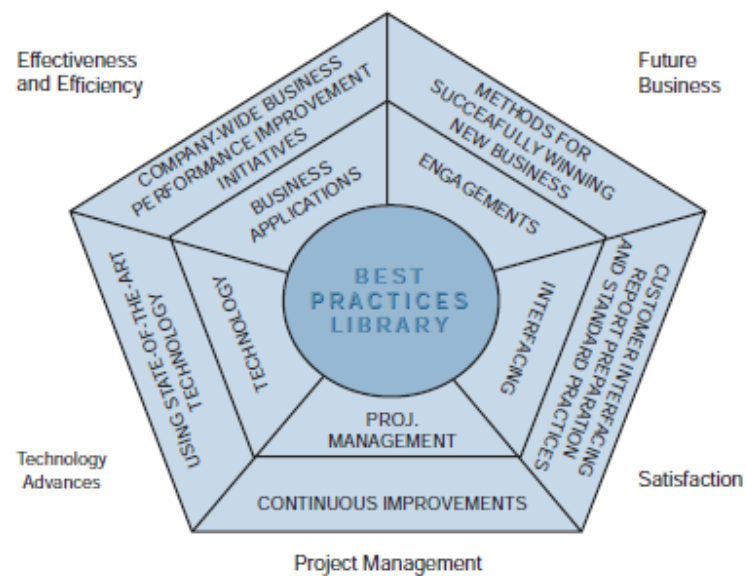 Effectiveness
and Efficiency
Future
Business
COMPANY-WIDE BUSINESS
PERFORMANCE IMPROVEMENT
INITIATIVES
METHODS FOR
SUCCEAFULLY WINNING
NEW BUSINESS
BUSINESS
APPLICATIONS
ENGAGEMENTS
BEST
PRACTICES
LIBRARY
USING STATE-OF-THE-ART
TECHNOLOGY
TECHNOLOGY
INTERFACING
CUSTOMER INTERFACING
REPORT PREPARATION
AND STANDARD PRACTICES
PROJ.
MANAGEMENT
CONTINUOUS IMPROVEMENTS
Technology
Advances
Satisfaction
Project Management